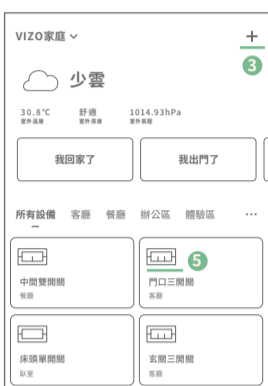 VIZO家庭
3
少雲
30.8°C 舒適 1014.93hPa
室外溫度 室外濕度 室外氣壓
我回家了 我出門了
所有設備 客廳 餐廳 辦公區 體驗區 ...
5
中間雙開關 門口三開關
餐廳 客廳
床頭單開關 玄關三開關
臥室 客廳